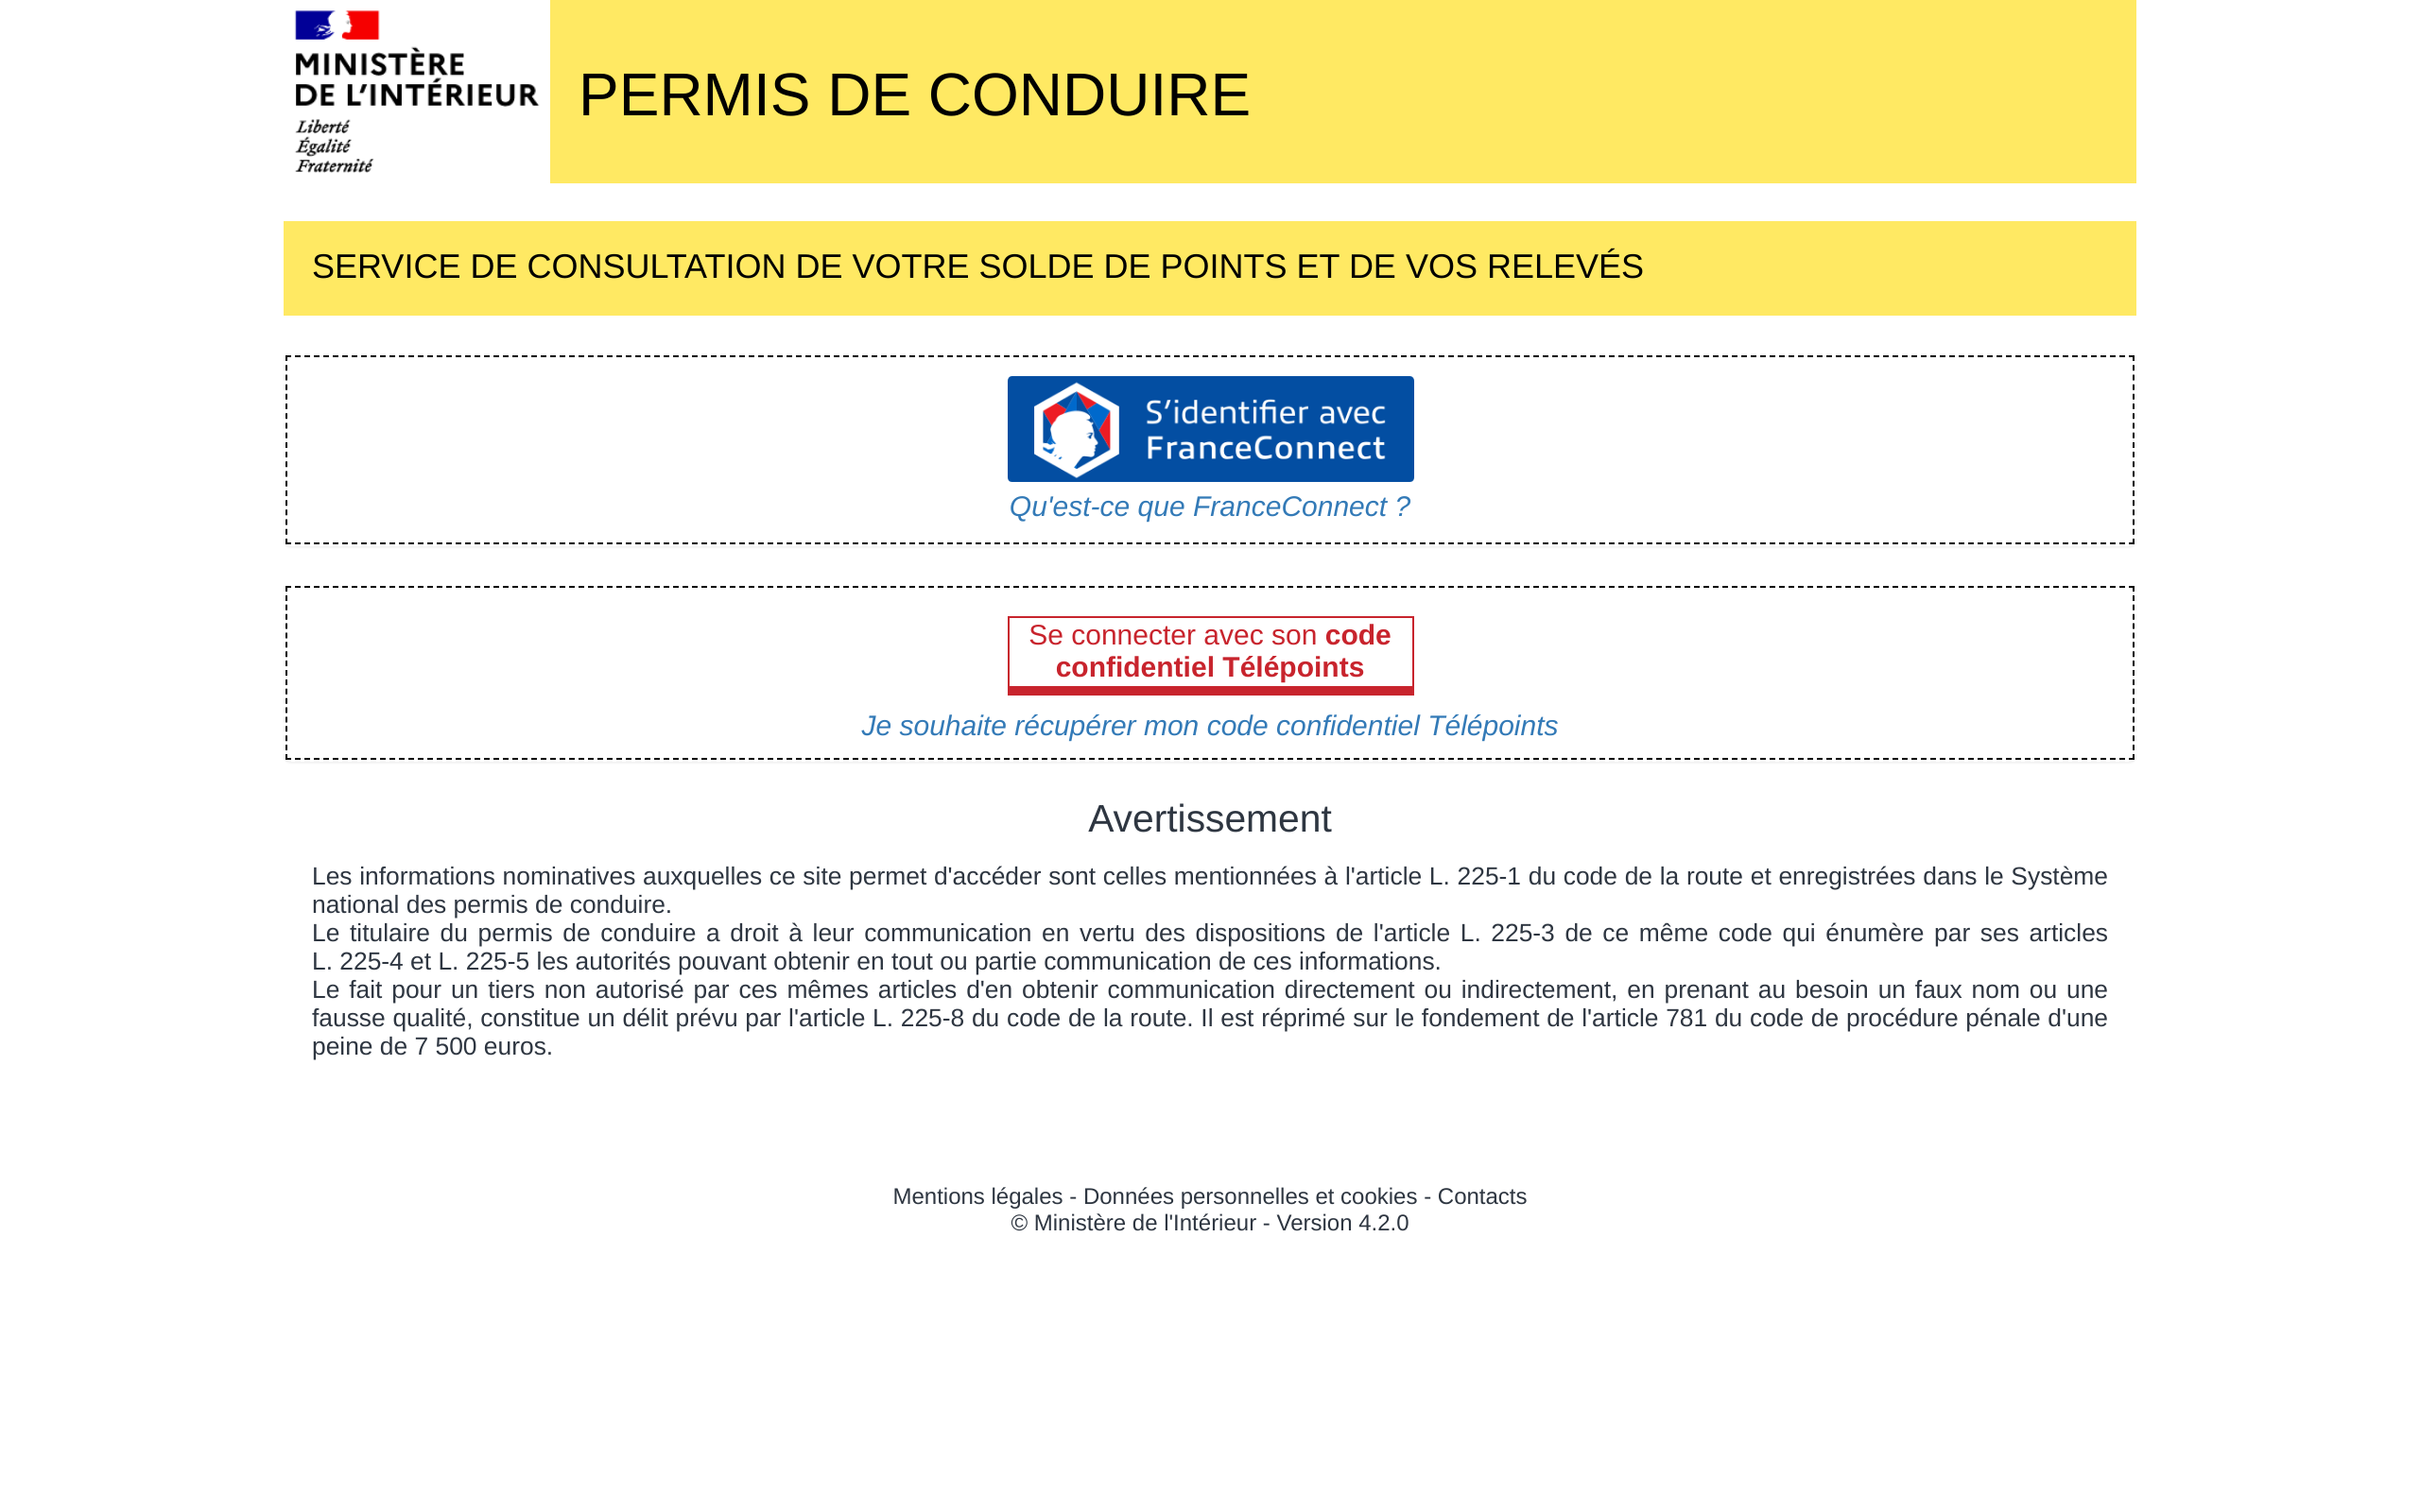 MINISTÈRE
DE L'INTÉRIEUR
Liberté
Égalité
Fraternité
PERMIS DE CONDUIRE
SERVICE DE CONSULTATION DE VOTRE SOLDE DE POINTS ET DE VOS RELEVÉS
S'identifier avec
FranceConnect
Qu'est-ce que FranceConnect ?
Se connecter avec son code
confidentiel Télépoints
Je souhaite récupérer mon code confidentiel Télépoints
Avertissement
Les informations nominatives auxquelles ce site permet d'accéder sont celles mentionnées à l'article L. 225-1 du code de la route et enregistrées dans le Système
national des permis de conduire.
Le titulaire du permis de conduire a droit à leur communication en vertu des dispositions de l'article L. 225-3 de ce même code qui énumère par ses articles
L. 225-4 et L. 225-5 les autorités pouvant obtenir en tout ou partie communication de ces informations.
Le fait pour un tiers non autorisé par ces mêmes articles d'en obtenir communication directement ou indirectement, en prenant au besoin un faux nom ou une
fausse qualité, constitue un délit prévu par l'article L. 225-8 du code de la route. Il est réprimé sur le fondement de l'article 781 du code de procédure pénale d'une
peine de 7 500 euros.
Mentions légales - Données personnelles et cookies - Contacts
© Ministère de l'Intérieur - Version 4.2.0